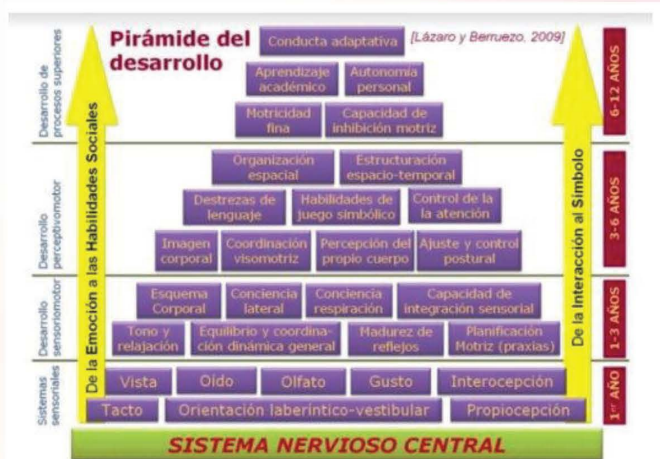 Pirámide del
desarrollo
[Lázaro y Berruezo, 2009]
Conducta adaptativa
Aprendizaje
académico
Autonomía
personal
Motricidad
fina
Capacidad de
inhibición motriz
Desarrollo de
procesos superiores
6-12 AÑOS
Organización
espacial
Estructuración
espacio-temporal
Destrezas de
lenguaje
Habilidades de
juego simbólico
Control de la
la atención
Imagen
corporal
Coordinación
visomotriz
Percepción del
propio cuerpo
Ajuste y control
postural
Desarrollo
perceptivomotor
3-6 AÑOS
Esquema
Corporal
Conciencia
lateral
Conciencia
respiración
Capacidad de
integración sensorial
Tono y
relajación
Equilibrio y coordina-
ción dinámica general
Madurez de
reflejos
Planificación
Motriz (praxias)
Desarrollo
sensoriomotor
1-3 AÑOS
Vista
Oído
Olfato
Gusto
Interocepción
Tacto
Orientación laberíntico-vestibular
Propiocepción
Sistemas
sensoriales
1er AÑO
De la Emoción a las Habilidades Sociales
De la Interacción al Símbolo
SISTEMA NERVIOSO CENTRAL